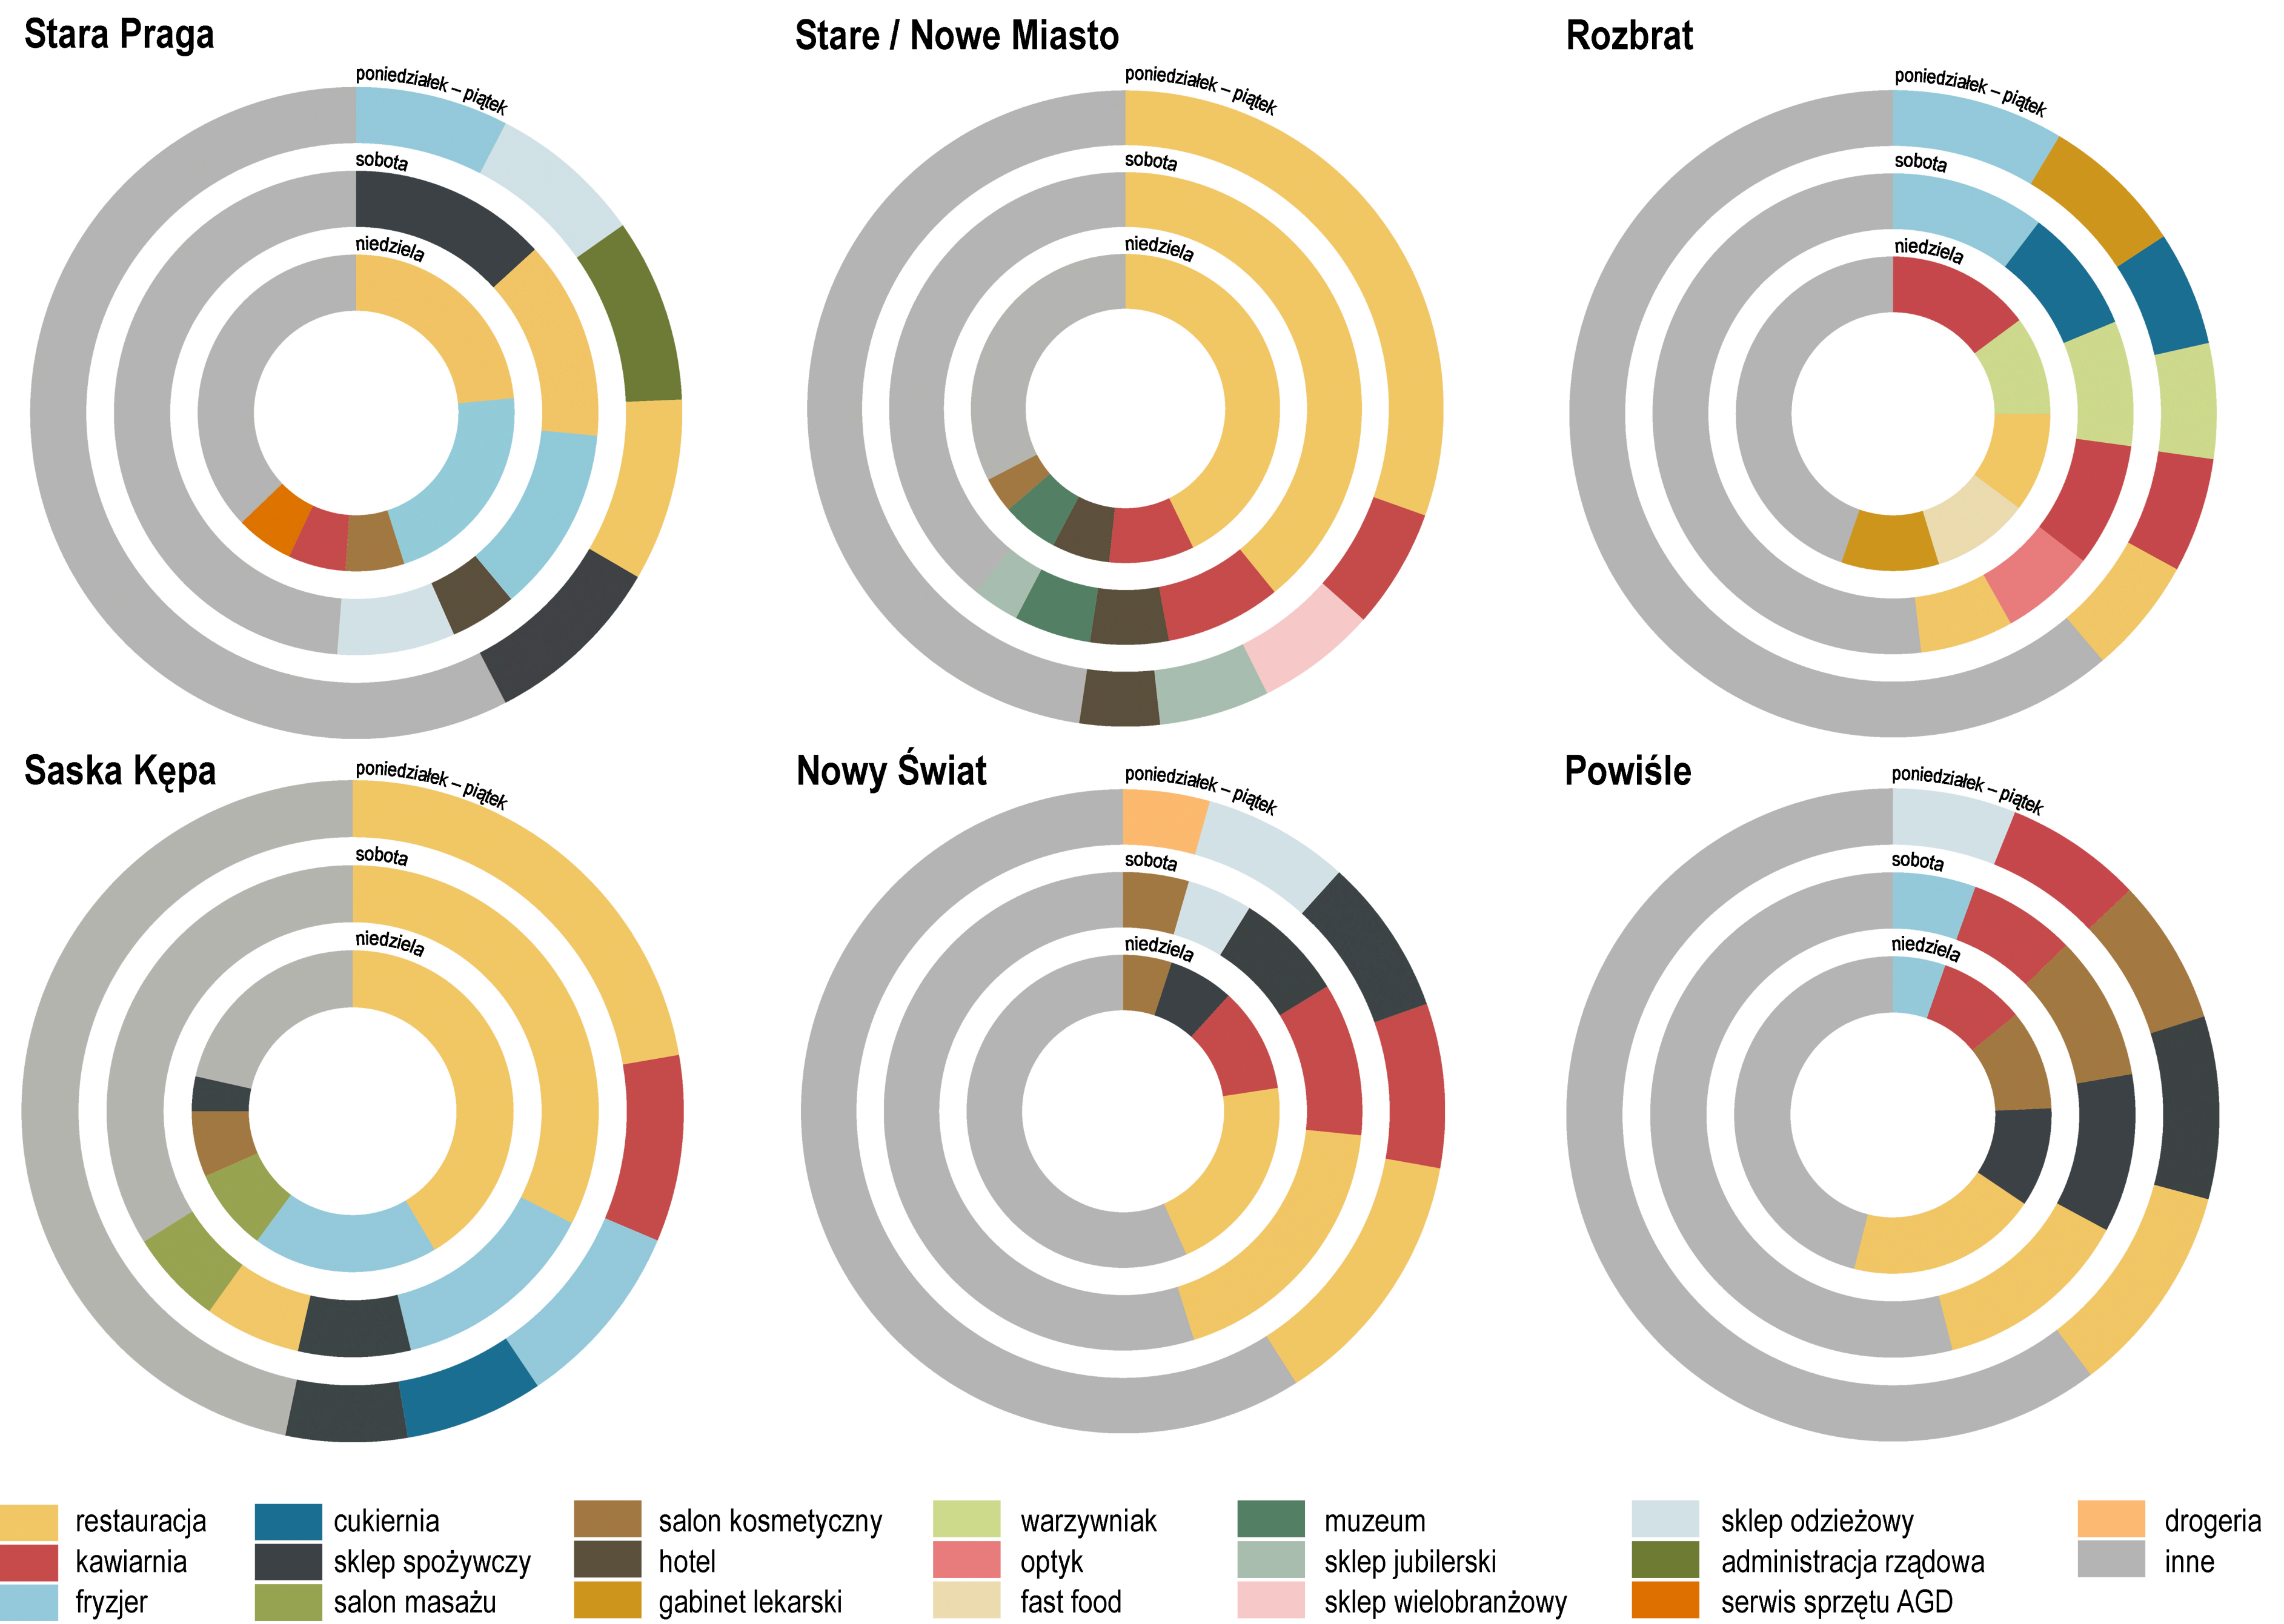 Stara Praga
poniedziałek – piątek
sobota
niedziela
Stare / Nowe Miasto
poniedziałek – piątek
sobota
niedziela
Rozbrat
poniedziałek – piątek
sobota
niedziela
Saska Kępa
poniedziałek – piątek
sobota
niedziela
Nowy Świat
poniedziałek – piątek
sobota
niedziela
Powiśle
poniedziałek – piątek
sobota
niedziela
restauracja
kawiarnia
fryzjer
cukiernia
sklep spożywczy
salon masażu
salon kosmetyczny
hotel
gabinet lekarski
warzywniak
optyk
fast food
muzeum
sklep jubilerski
sklep wielobranżowy
sklep odzieżowy
administracja rządowa
serwis sprzętu AGD
drogeria
inne